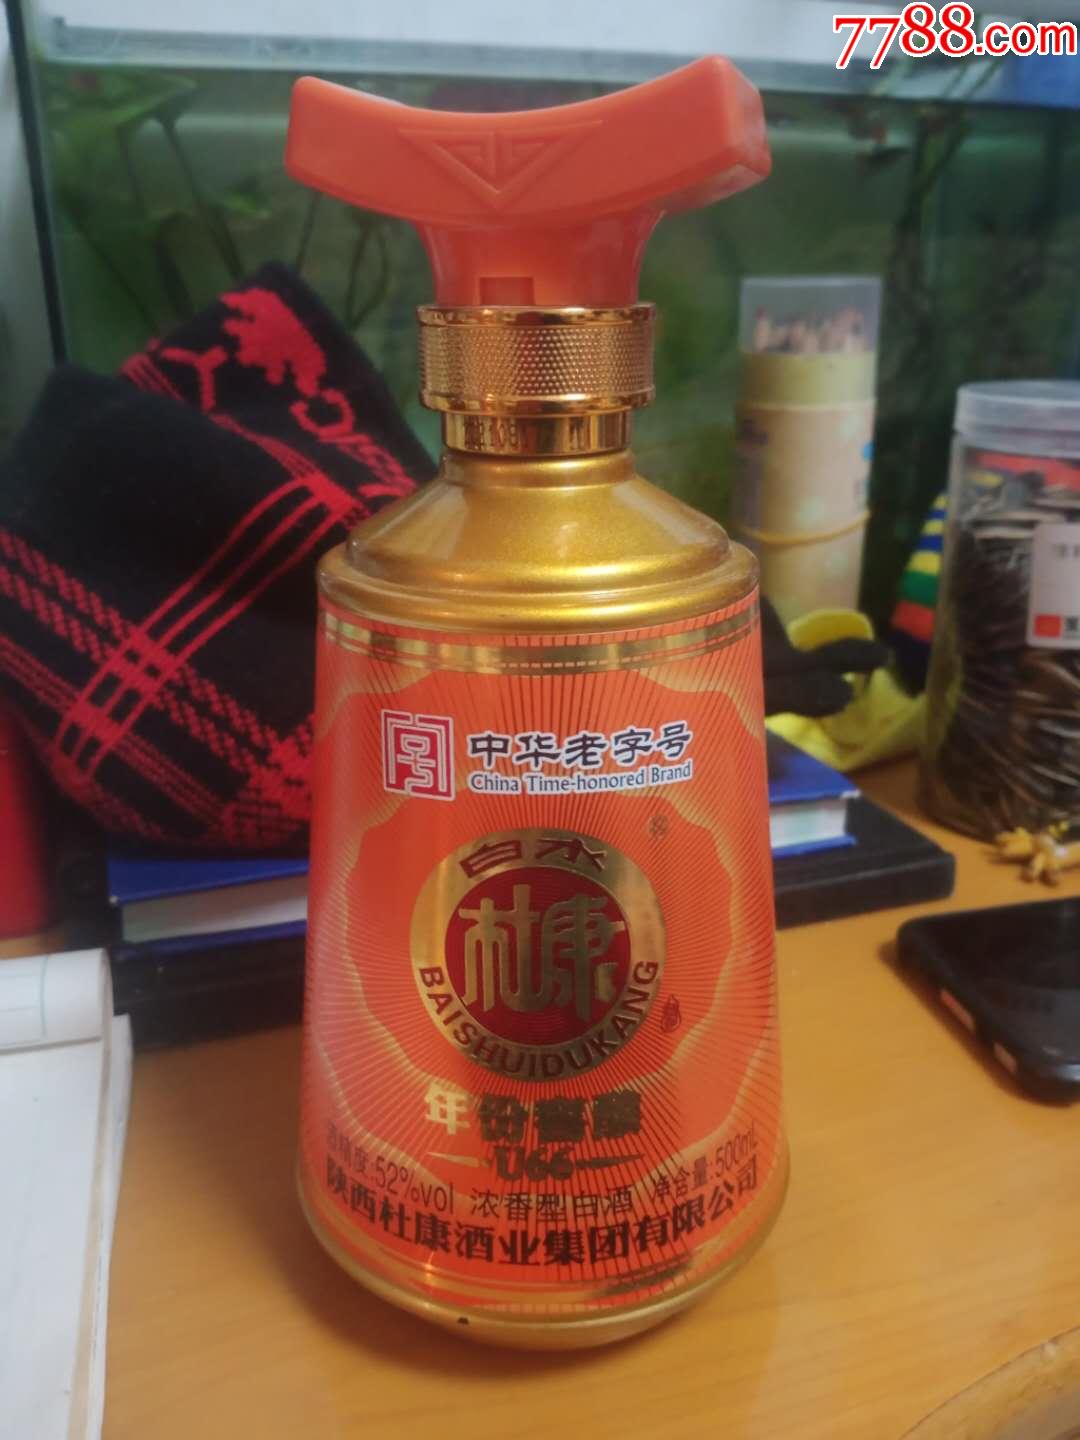 7788.com
中华老字号
China Time-honored Brand
白水
杜康
BAISHUIDUKANG
年份窖藏
U66
酒精度:52%vol 浓香型白酒 净含量:500mL
陕西杜康酒业集团有限公司